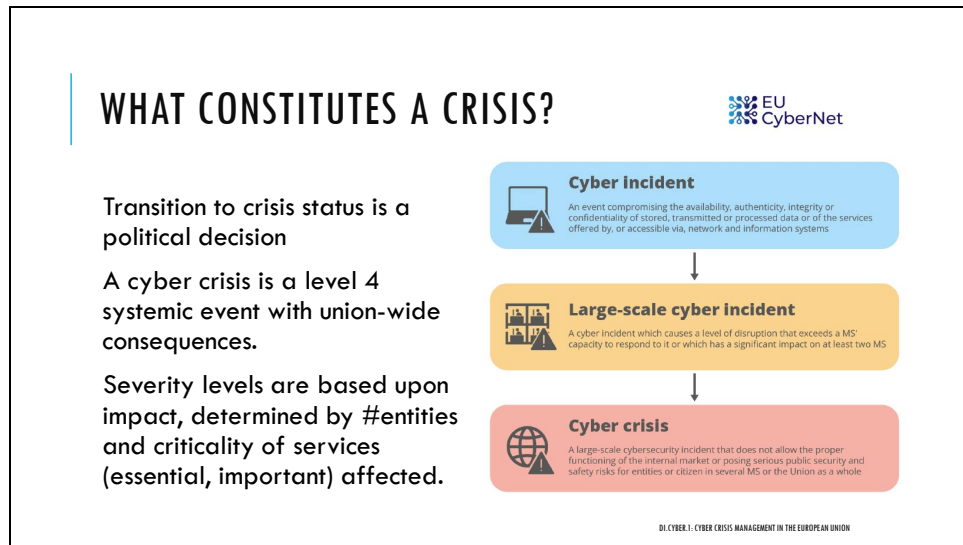 WHAT CONSTITUTES A CRISIS?
EU
CyberNet
Transition to crisis status is a
political decision
A cyber crisis is a level 4
systemic event with union-wide
consequences.
Severity levels are based upon
impact, determined by #entities
and criticality of services
(essential, important) affected.
Cyber incident
An event compromising the availability, authenticity, integrity or
confidentiality of stored, transmitted or processed data or of the services
offered by, or accessible via, network and information systems
Large-scale cyber incident
A cyber incident which causes a level of disruption that exceeds a MS'
capacity to respond to it or which has a significant impact on at least two MS
Cyber crisis
A large-scale cybersecurity incident that does not allow the proper
functioning of the internal market or posing serious public security and
safety risks for entities or citizen in several MS or the Union as a whole
D1.CYBER.1: CYBER CRISIS MANAGEMENT IN THE EUROPEAN UNION